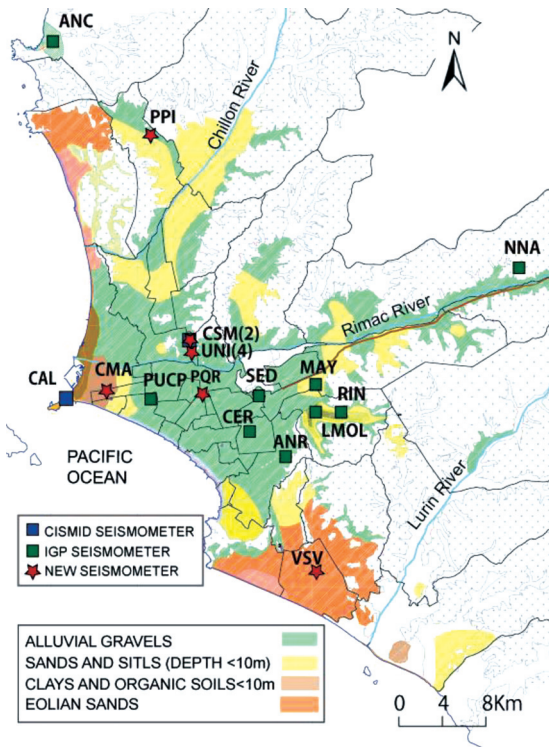 ANC
N
PPI
Chillon River
NNA
CSM(2)
UNI(4)
Rimac River
CAL
CMA
PUCP
PQR
SED
MAY
RIN
CER
LMOL
ANR
PACIFIC
OCEAN
Lurin River
VSV
CISMID SEISMOMETER
IGP SEISMOMETER
NEW SEISMOMETER
ALLUVIAL GRAVELS
SANDS AND SITLS (DEPTH <10m)
CLAYS AND ORGANIC SOILS<10m
EOLIAN SANDS
0 4 8Km